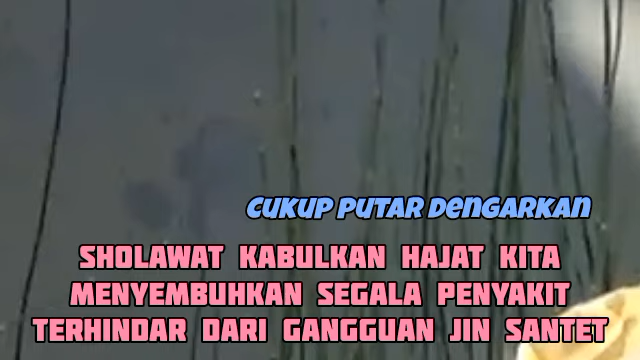 CUKUP PUTAR DENGARKAN
SHOLAWAT KABULKAN HAJAT KITA
MENYEMBUHKAN SEGALA PENYAKIT
TERHINDAR DARI GANGGUAN JIN SANTET